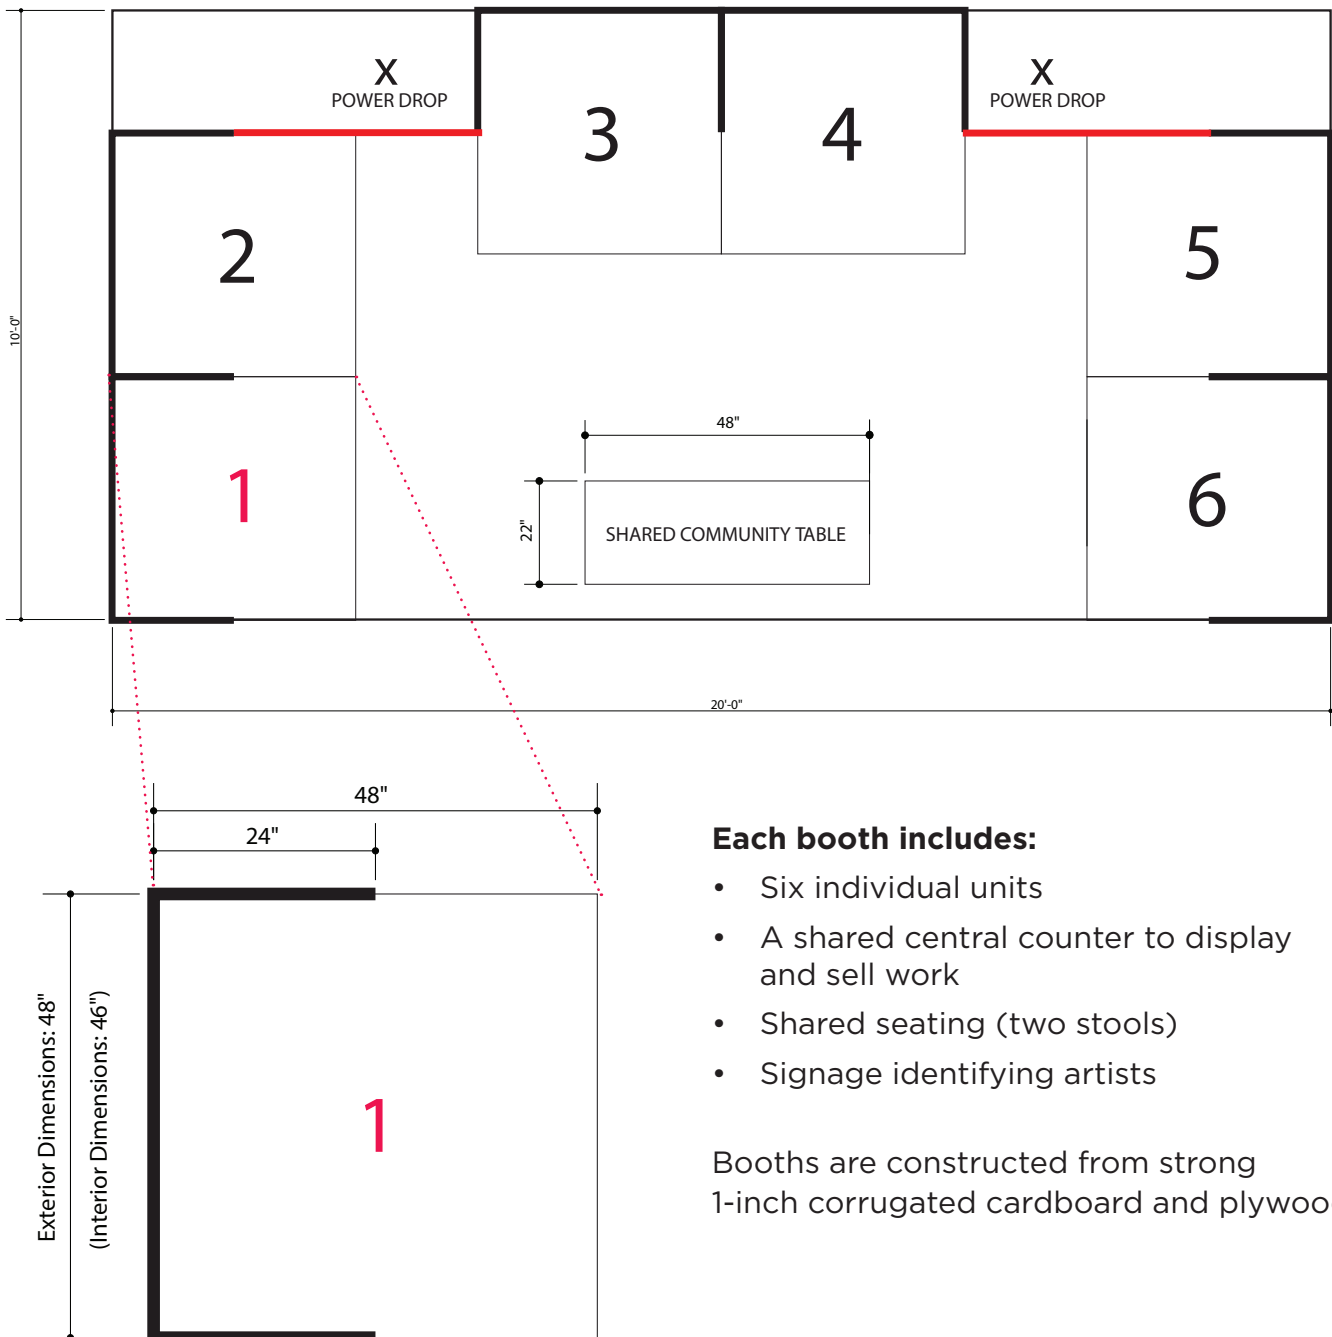 X
POWER DROP
X
POWER DROP
3
4
2
5
10'-0"
1
6
48"
22"
SHARED COMMUNITY TABLE
20'-0"
48"
24"
Exterior Dimensions: 48"
(Interior Dimensions: 46")
1
Each booth includes:
• Six individual units
• A shared central counter to display
and sell work
• Shared seating (two stools)
• Signage identifying artists
Booths are constructed from strong
1-inch corrugated cardboard and plywoo